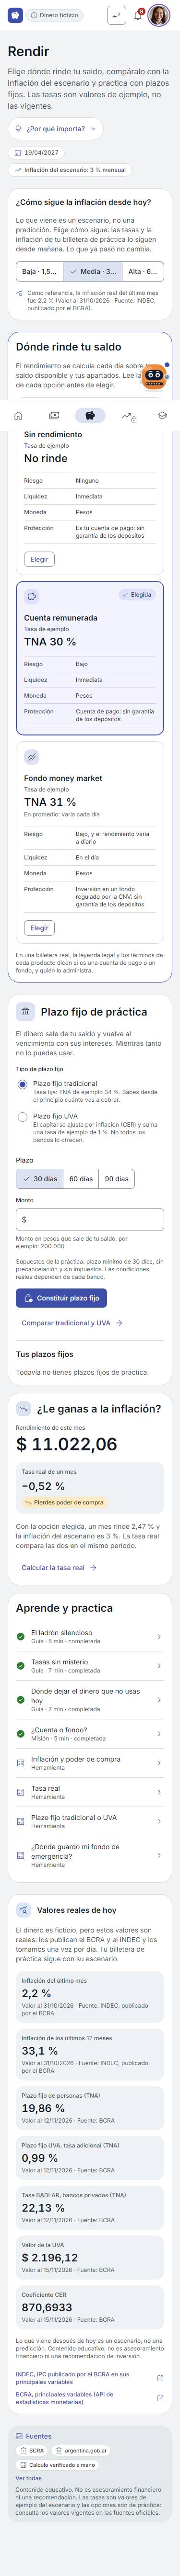 Dinero ficticio
6
Rendir
Elige dónde rinde tu saldo, compáralo con la
inflación del escenario y practica con plazos
fijos. Las tasas son valores de ejemplo, no
las vigentes.
¿Por qué importa?
19/04/2027
Inflación del escenario: 3 % mensual
¿Cómo sigue la inflación desde hoy?
Lo que viene es un escenario, no una
predicción. Elige cómo sigue: las tasas y la
inflación de tu billetera de práctica lo siguen
desde mañana. Lo que ya pasó no cambia.
Baja · 1,5...
Media · 3...
Alta · 6...
Como referencia, la inflación real del último mes
fue 2,2 % (Valor al 31/10/2026 · Fuente: INDEC,
publicado por el BCRA).
Dónde rinde tu saldo
El rendimiento se calcula cada día sobre tu
saldo disponible y tus apartados. Lee la
de cada opción antes de elegir.
Sin rendimiento
Tasa de ejemplo
No rinde
Riesgo Ninguno
Liquidez Inmediata
Moneda Pesos
Protección Es tu cuenta de pago: sin
garantía de los depósitos
Elegir
Elegida
Cuenta remunerada
Tasa de ejemplo
TNA 30 %
Riesgo Bajo
Liquidez Inmediata
Moneda Pesos
Protección Cuenta de pago: sin garantía
de los depósitos
Fondo money market
Tasa de ejemplo
TNA 31 %
En promedio: varía cada día
Riesgo Bajo, y el rendimiento varía
a diario
Liquidez En el día
Moneda Pesos
Protección Inversión en un fondo
regulado por la CNV: sin
garantía de los depósitos
Elegir
En una billetera real, la leyenda legal y los términos de
cada producto dicen si es una cuenta de pago o un
fondo, y quién lo administra.
Plazo fijo de práctica
El dinero sale de tu saldo y vuelve al
vencimiento con sus intereses. Mientras tanto
no lo puedes usar.
Tipo de plazo fijo
Plazo fijo tradicional
Tasa fija: TNA de ejemplo 34 %. Sabes desde
el principio cuánto vas a cobrar.
Plazo fijo UVA
El capital se ajusta por inflación (CER) y suma
una tasa de ejemplo de 1 %. No todos los
bancos lo ofrecen.
Plazo
30 días
60 días
90 días
Monto
$
Monto en pesos que sale de tu saldo, por
ejemplo: 200.000
Supuestos de la práctica: plazo mínimo de 30 días, sin
precancelación y sin impuestos. Las condiciones
reales dependen de cada banco.
Constituir plazo fijo
Comparar tradicional y UVA
Tus plazos fijos
Todavía no tienes plazos fijos de práctica.
¿Le ganas a la inflación?
Rendimiento de este mes
$ 11.022,06
Tasa real de un mes
−0,52 %
Pierdes poder de compra
Con la opción elegida, un mes rinde 2,47 % y
la inflación del escenario es 3 %. La tasa real
compara las dos en el mismo período.
Calcular la tasa real
Aprende y practica
El ladrón silencioso
Guía · 5 min · completada
Tasas sin misterio
Guía · 7 min · completada
Dónde dejar el dinero que no usas
hoy
Guía · 7 min · completada
¿Cuenta o fondo?
Misión · 5 min · completada
Inflación y poder de compra
Herramienta
Tasa real
Herramienta
Plazo fijo tradicional o UVA
Herramienta
¿Dónde guardo mi fondo de
emergencia?
Herramienta
Valores reales de hoy
El dinero es ficticio, pero estos valores son
reales: los publican el BCRA y el INDEC y los
tomamos una vez por día. Tu billetera de
práctica sigue con su escenario.
Inflación del último mes
2,2 %
Valor al 31/10/2026 · Fuente: INDEC, publicado
por el BCRA
Inflación de los últimos 12 meses
33,1 %
Valor al 31/10/2026 · Fuente: INDEC, publicado
por el BCRA
Plazo fijo de personas (TNA)
19,86 %
Valor al 12/11/2026 · Fuente: BCRA
Plazo fijo UVA, tasa adicional (TNA)
0,99 %
Valor al 12/11/2026 · Fuente: BCRA
Tasa BADLAR, bancos privados (TNA)
22,13 %
Valor al 12/11/2026 · Fuente: BCRA
Valor de la UVA
$ 2.196,12
Valor al 15/11/2026 · Fuente: BCRA
Coeficiente CER
870,6933
Valor al 15/11/2026 · Fuente: BCRA
Lo que viene después de hoy es un escenario, no una
predicción. Contenido educativo: no es asesoramiento
financiero ni una recomendación de inversión.
INDEC, IPC publicado por el BCRA en sus
principales variables
BCRA, principales variables (API de
estadísticas monetarias)
Fuentes
BCRA
argentina.gob.ar
Cálculo verificado a mano
Ver todas
Contenido educativo. No es asesoramiento financiero
ni una recomendación. Las tasas son valores de
ejemplo del escenario y las opciones son de práctica:
consulta los valores vigentes en las fuentes oficiales.